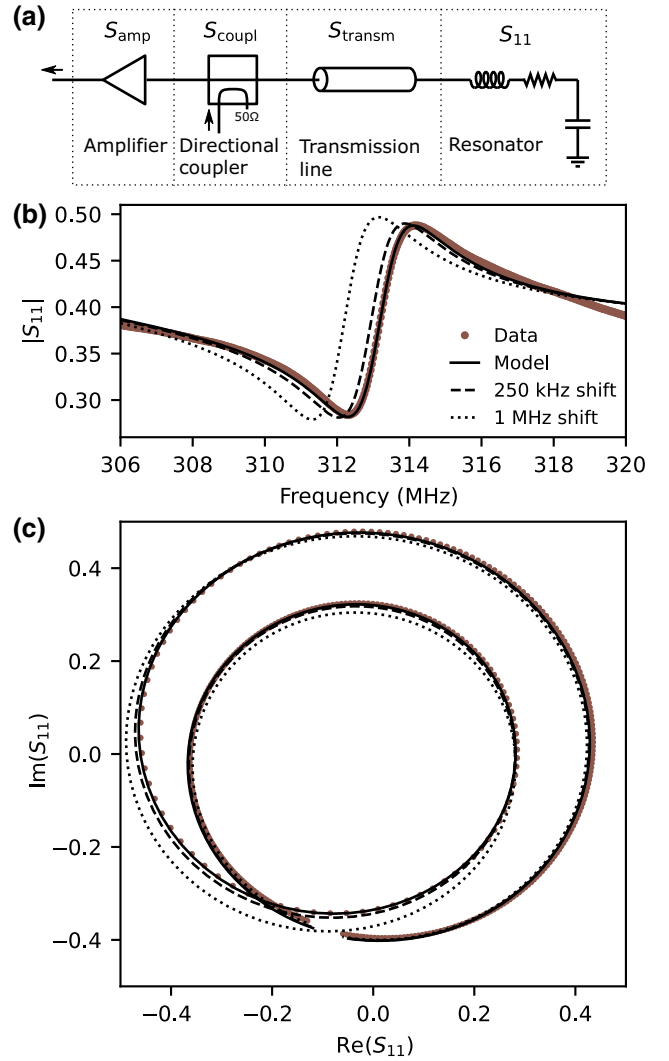 (a)
S_amp S_coupl S_transm S_11
50Ω
Amplifier Directional coupler Transmission line Resonator
(b)
|S_11|
0.50
0.45
0.40
0.35
0.30
Data
Model
250 kHz shift
1 MHz shift
306 308 310 312 314 316 318 320
Frequency (MHz)
(c)
Im(S_11)
0.4
0.2
0.0
−0.2
−0.4
−0.4 −0.2 0.0 0.2 0.4
Re(S_11)